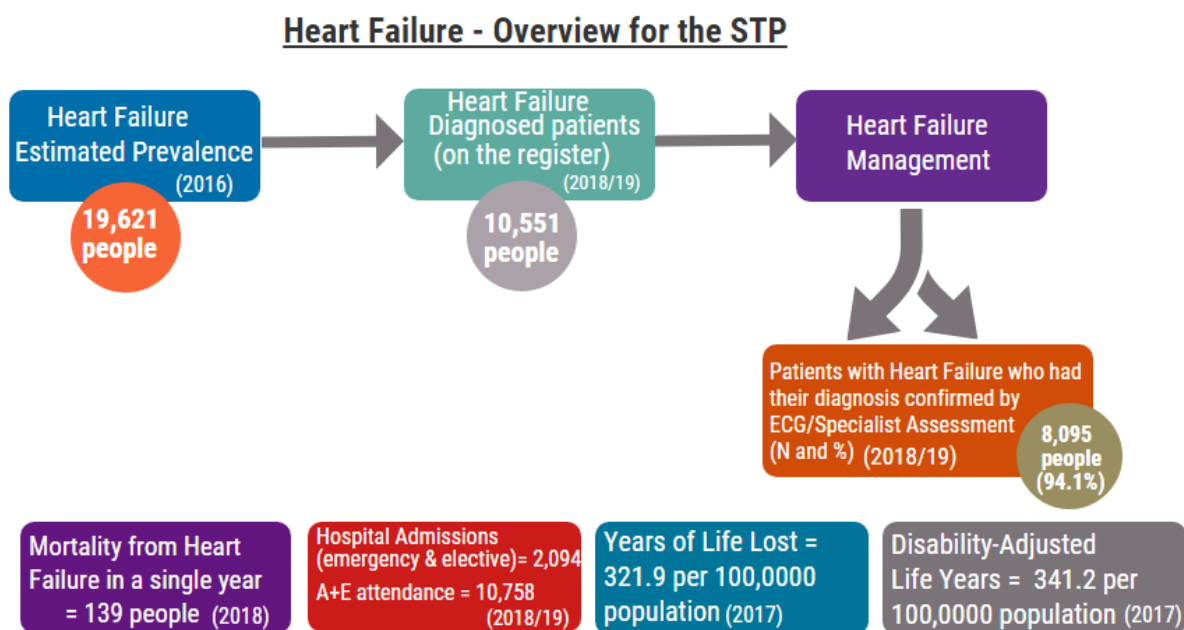 Heart Failure - Overview for the STP
Heart Failure
Estimated Prevalence
(2016)
19,621
people
Heart Failure
Diagnosed patients
(on the register)
(2018/19)
10,551
people
Heart Failure
Management
Patients with Heart Failure who had
their diagnosis confirmed by
ECG/Specialist Assessment
(N and %) (2018/19)
8,095
people
(94.1%)
Mortality from Heart
Failure in a single year
= 139 people (2018)
Hospital Admissions
(emergency & elective)= 2,094
A+E attendance = 10,758
(2018/19)
Years of Life Lost =
321.9 per 100,0000
population (2017)
Disability-Adjusted
Life Years = 341.2 per
100,0000 population (2017)